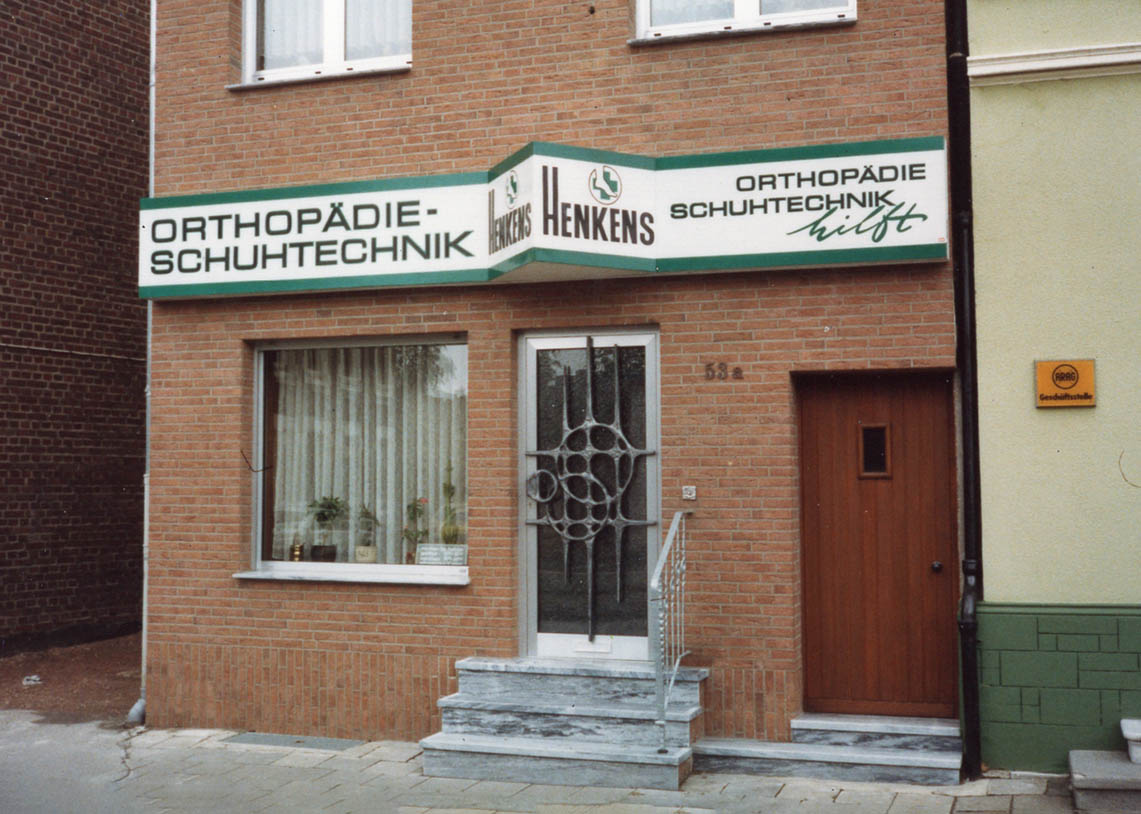 ORTHOPÄDIE-
SCHUHTECHNIK
HENKENS
HENKENS
ORTHOPÄDIE
SCHUHTECHNIK
hilft
53a
ARAG
Geschäftsstelle